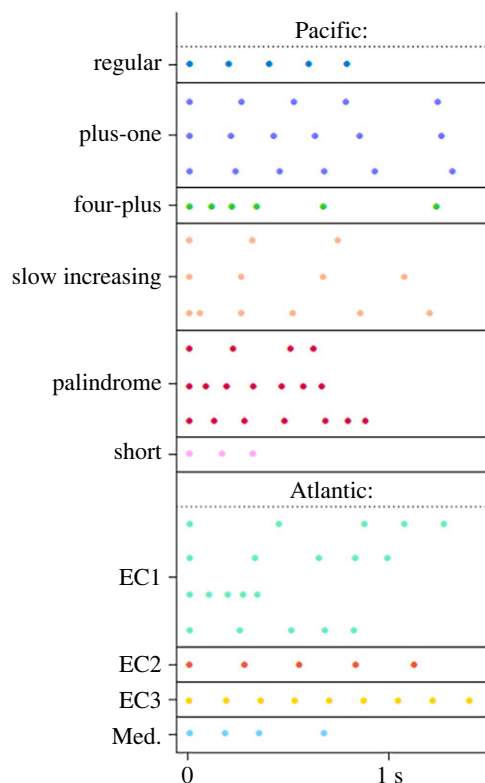 Pacific:
regular
plus-one
four-plus
slow increasing
palindrome
short
Atlantic:
EC1
EC2
EC3
Med.
0
1 s